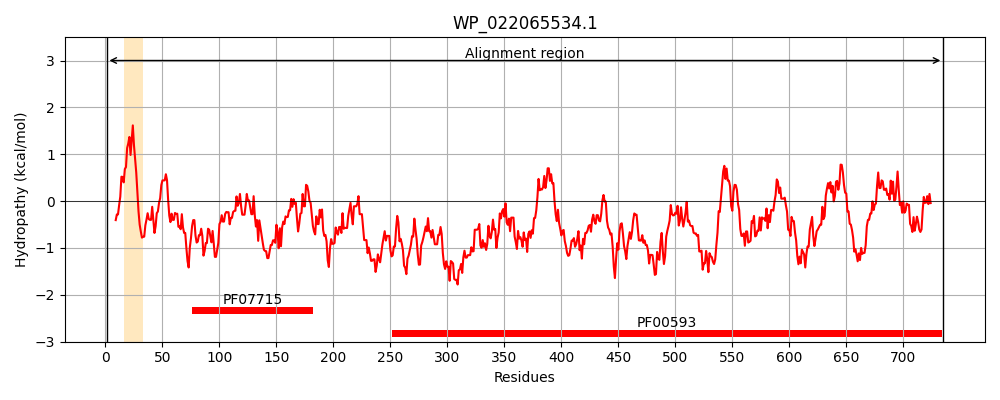 WP_022065534.1
Alignment region
Hydropathy (kcal/mol)
3
2
1
0
−1
−2
−3
PF07715
PF00593
0 50 100 150 200 250 300 350 400 450 500 550 600 650 700
Residues